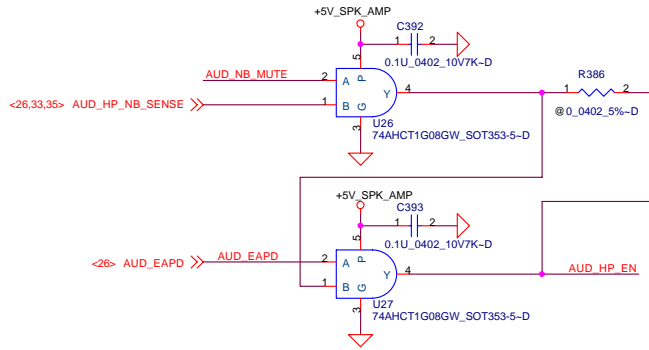 +5V_SPK_AMP
C392
1 2
0.1U_0402_10V7K~D
5
AUD_NB_MUTE 2 A P
Y 4
<26,33,35> AUD_HP_NB_SENSE 1 B G
3
U26
74AHCT1G08GW_SOT353-5~D
R386
1 2
@0_0402_5%~D
+5V_SPK_AMP
C393
1 2
0.1U_0402_10V7K~D
5
<26> AUD_EAPD AUD_EAPD 2 A P
Y 4 AUD_HP_EN
1 B G
3
U27
74AHCT1G08GW_SOT353-5~D